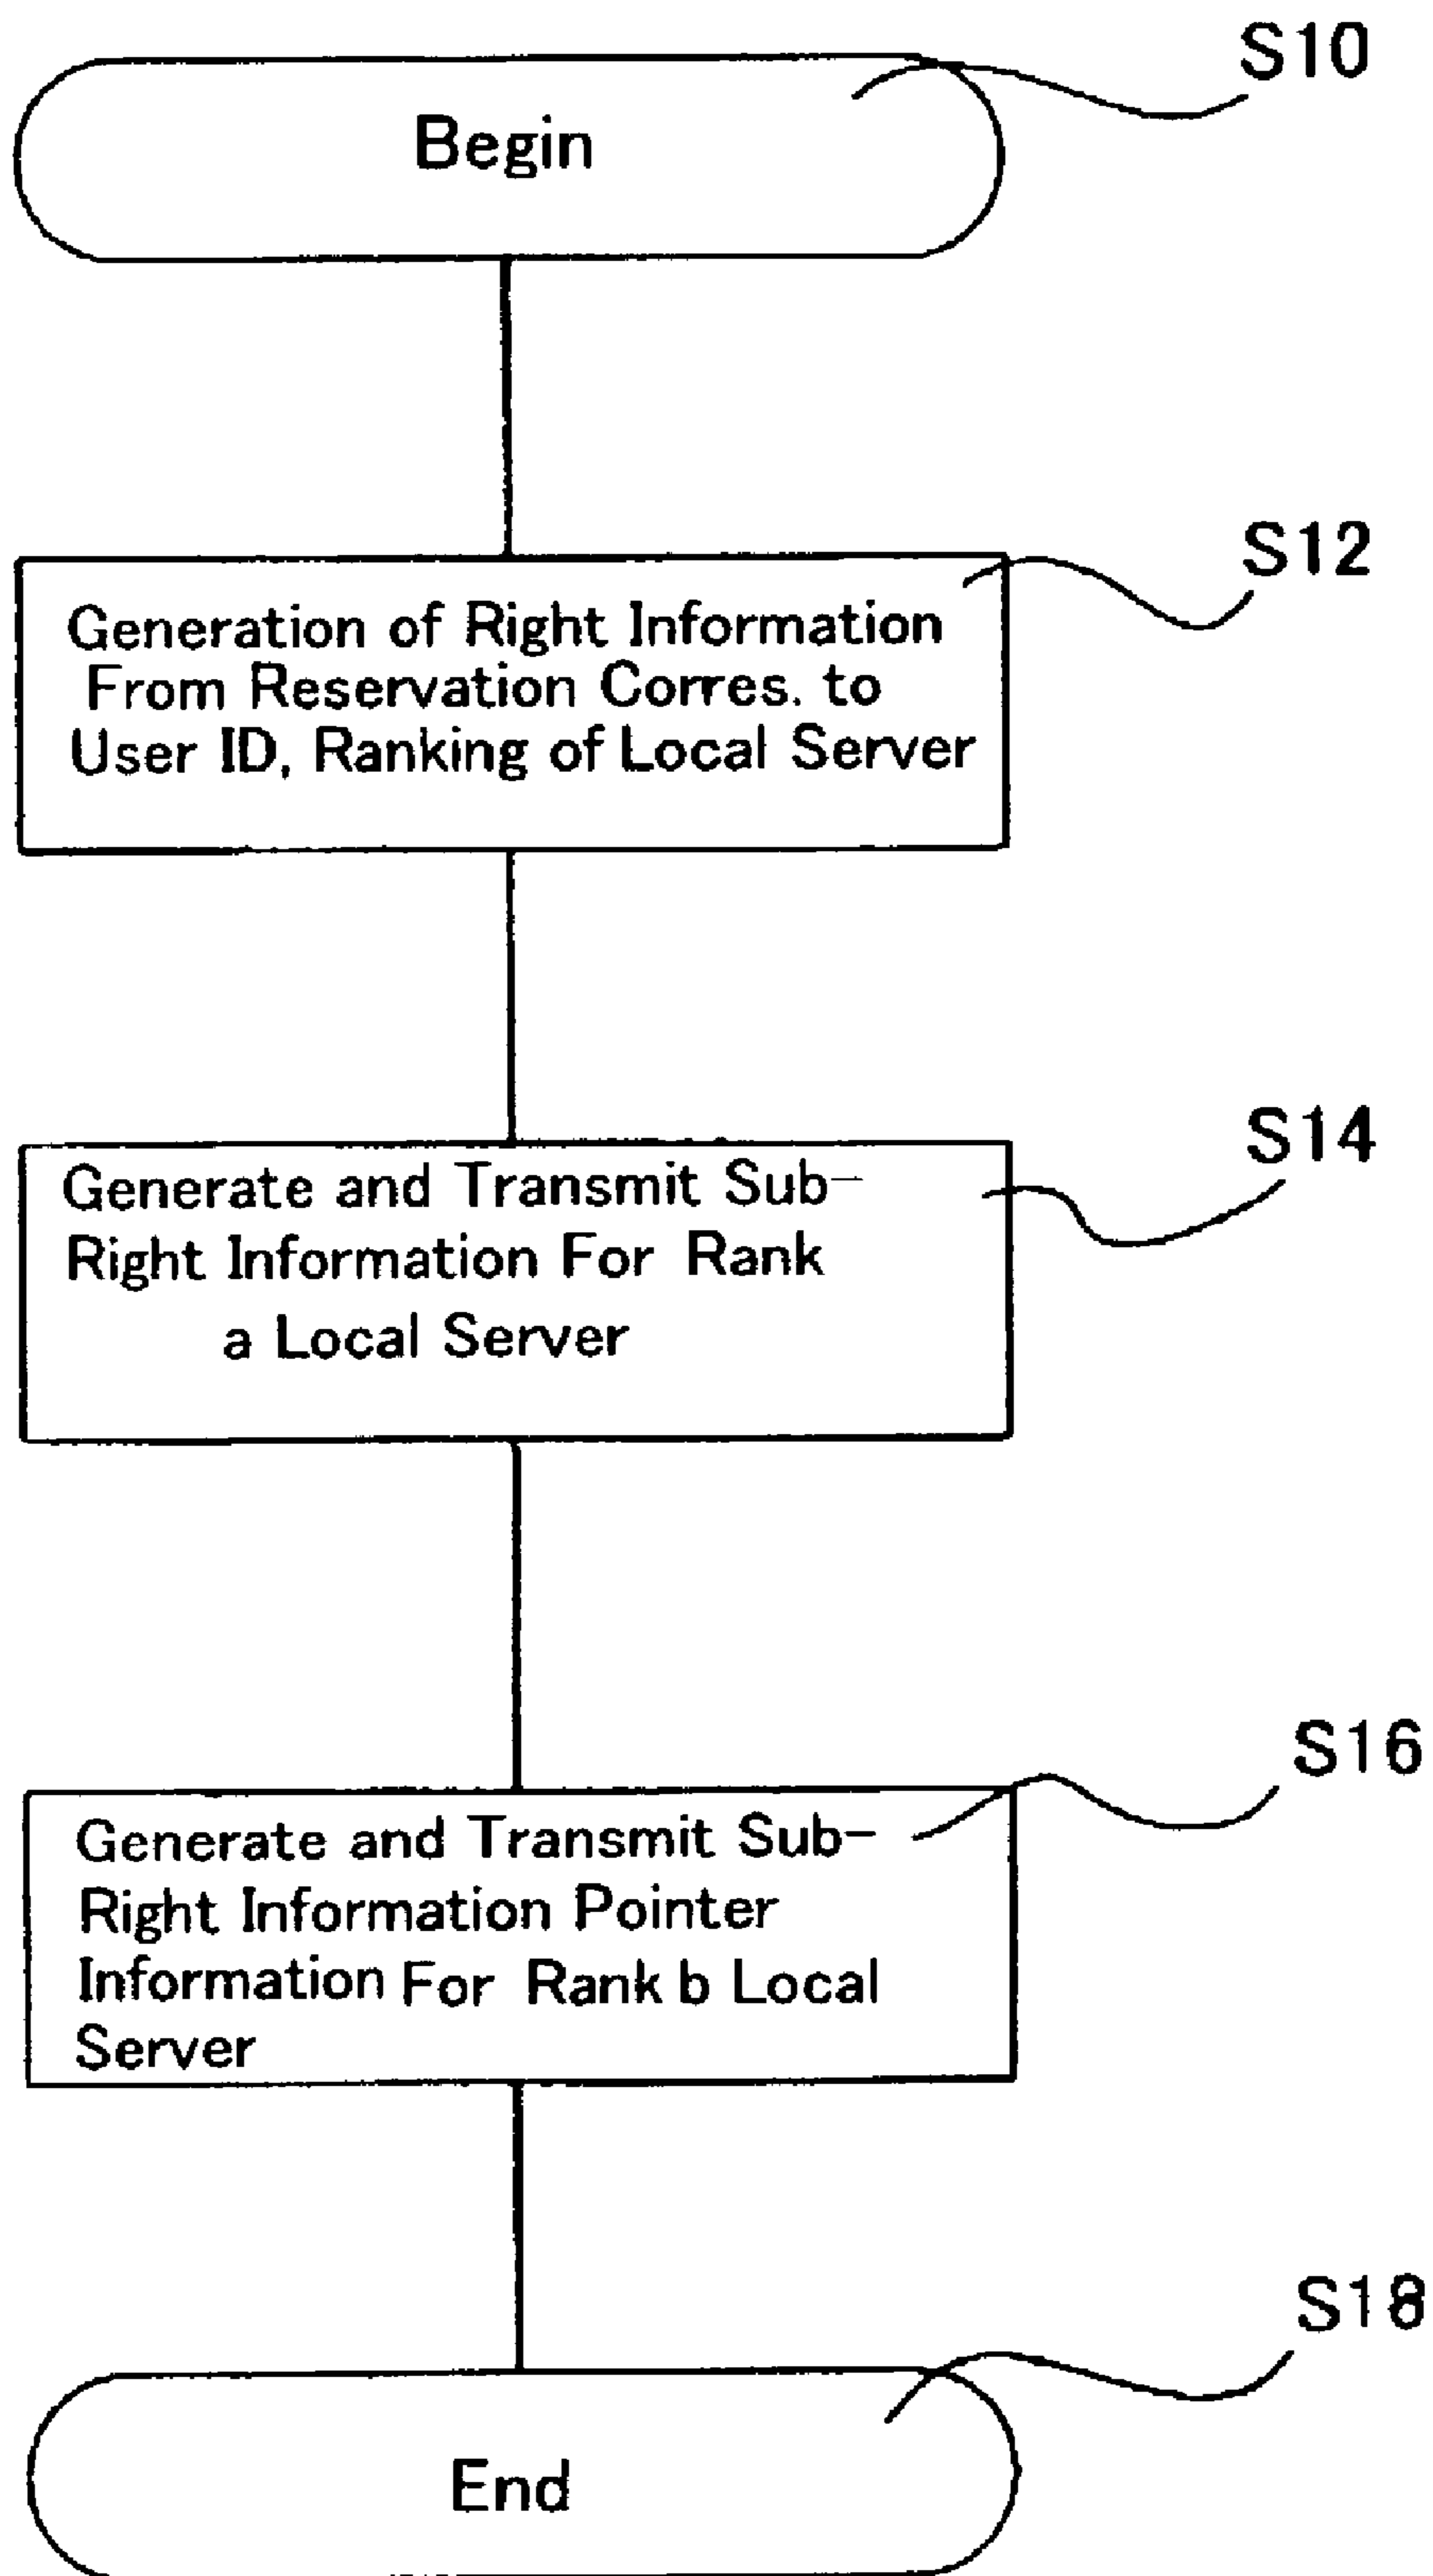 S10
Begin
S12
Generation of Right Information
From Reservation Corres. to
User ID, Ranking of Local Server
S14
Generate and Transmit Sub-
Right Information For Rank
a Local Server
S16
Generate and Transmit Sub-
Right Information Pointer
Information For Rank b Local
Server
S18
End